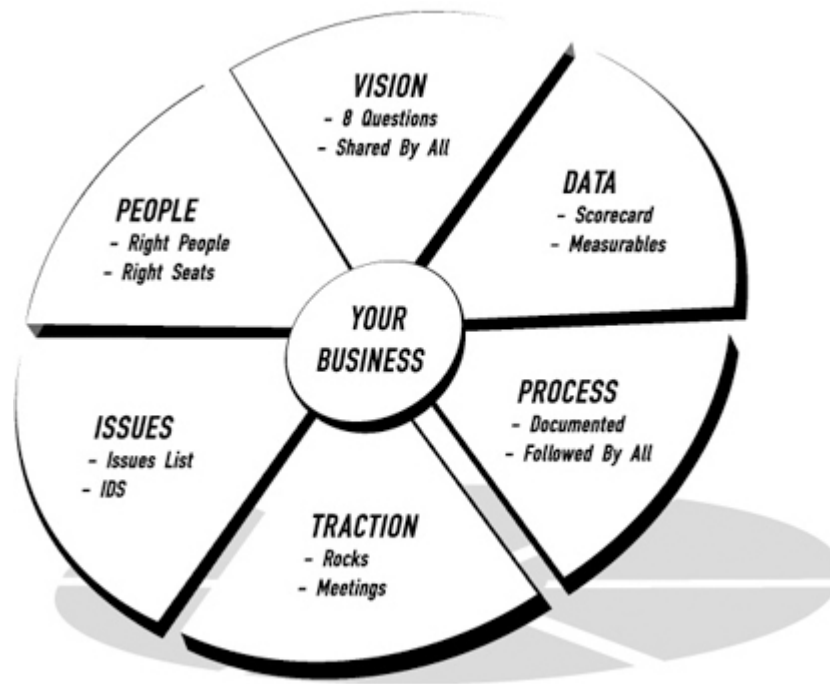 VISION
- 8 Questions
- Shared By All
DATA
- Scorecard
- Measurables
PEOPLE
- Right People
- Right Seats
YOUR
BUSINESS
PROCESS
- Documented
- Followed By All
ISSUES
- Issues List
- IDS
TRACTION
- Rocks
- Meetings